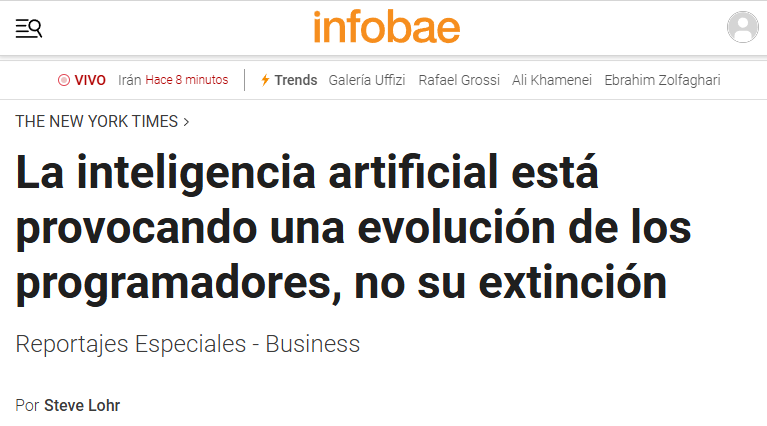 infobae
VIVO Irán Hace 8 minutos Trends Galería Uffizi Rafael Grossi Ali Khamenei Ebrahim Zolfaghari
THE NEW YORK TIMES >
La inteligencia artificial está
provocando una evolución de los
programadores, no su extinción
Reportajes Especiales - Business
Por Steve Lohr